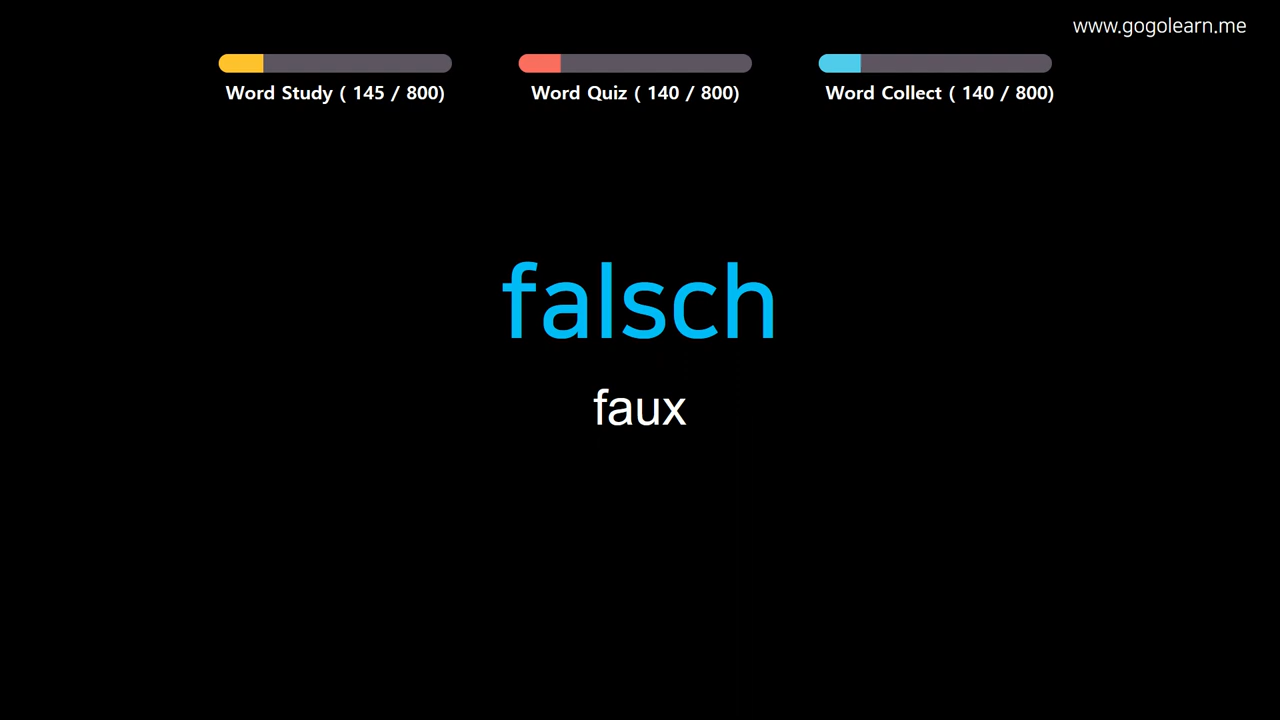 www.gogolearn.me
Word Study ( 145 / 800)
Word Quiz ( 140 / 800)
Word Collect ( 140 / 800)
falsch
faux